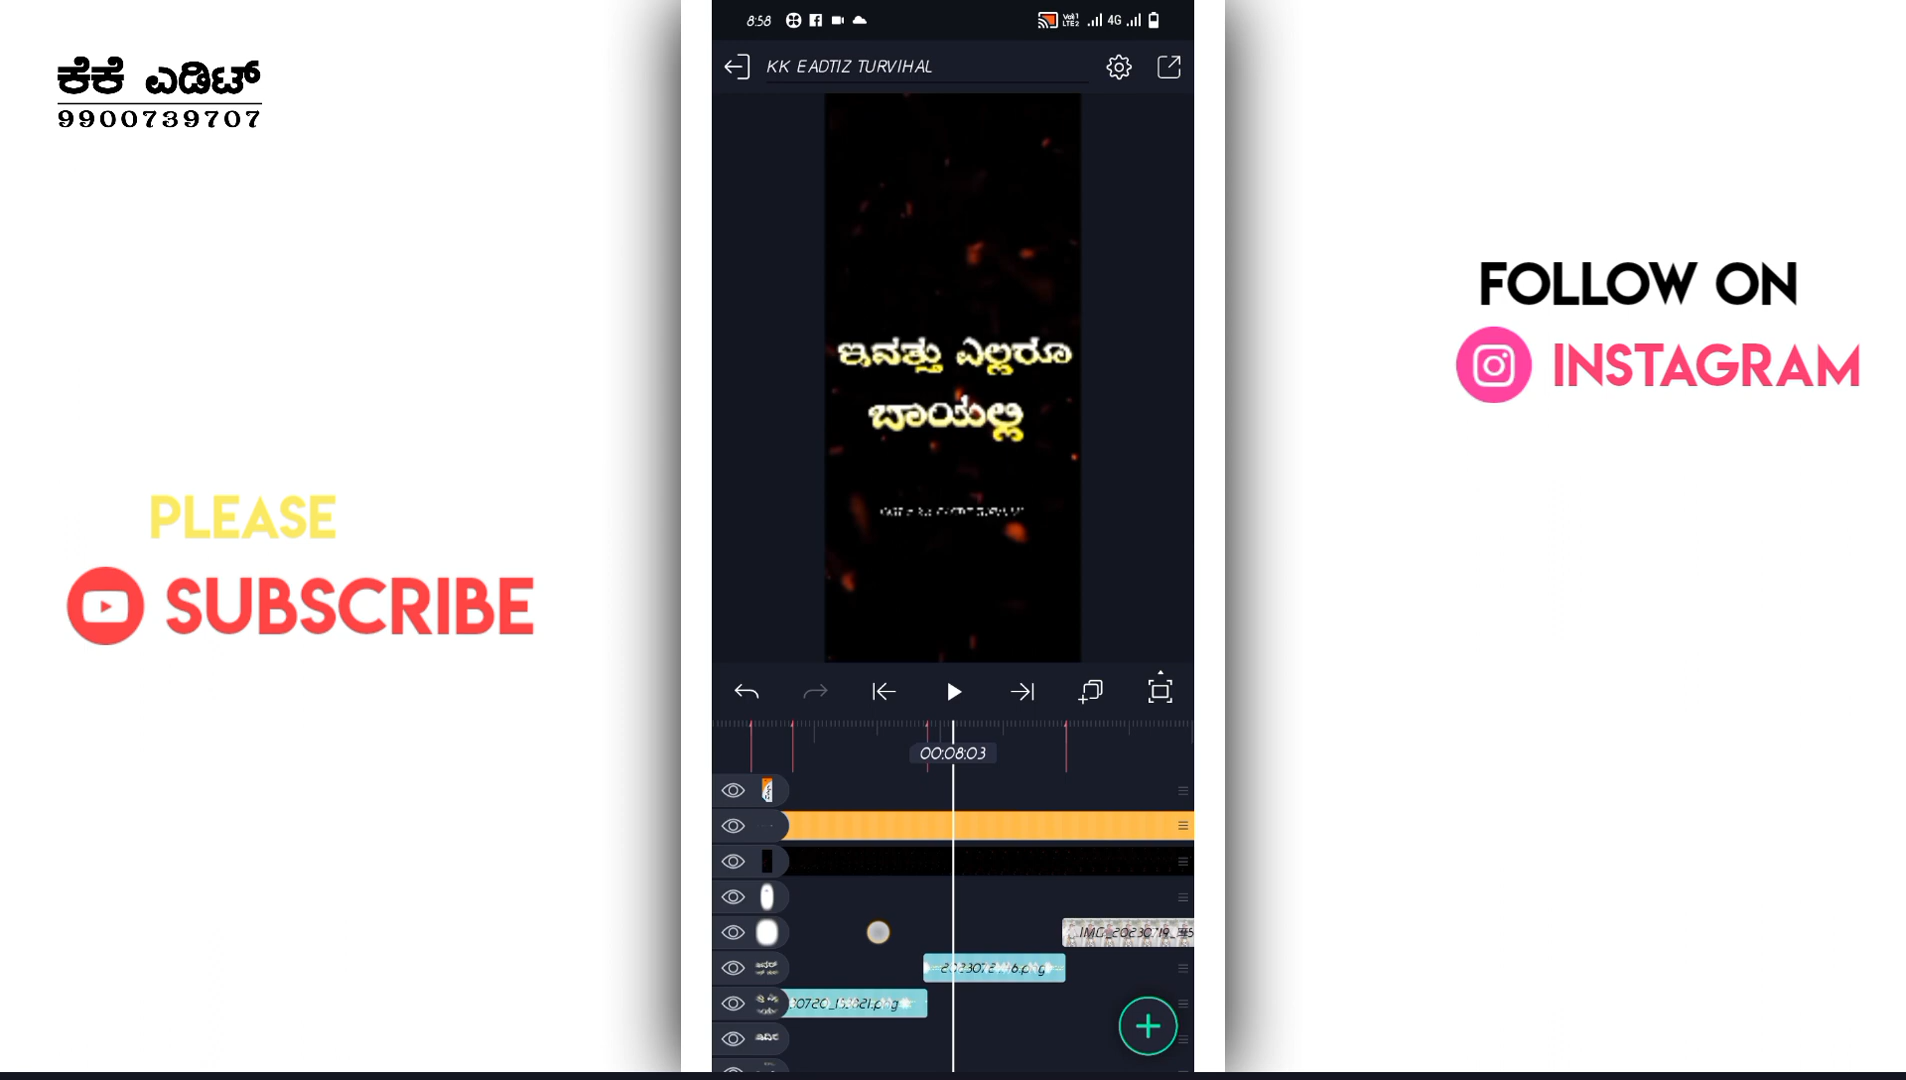 ಕೆಕೆ ಎಡಿಟ್
9900739707
8:58
4G
KK EADTIZ TURVIHAL
ಇವತ್ತು ಎಲ್ಲರೂ
ಬಾಯಲ್ಲಿ
FOLLOW ON
INSTAGRAM
PLEASE
SUBSCRIBE
00:08:03